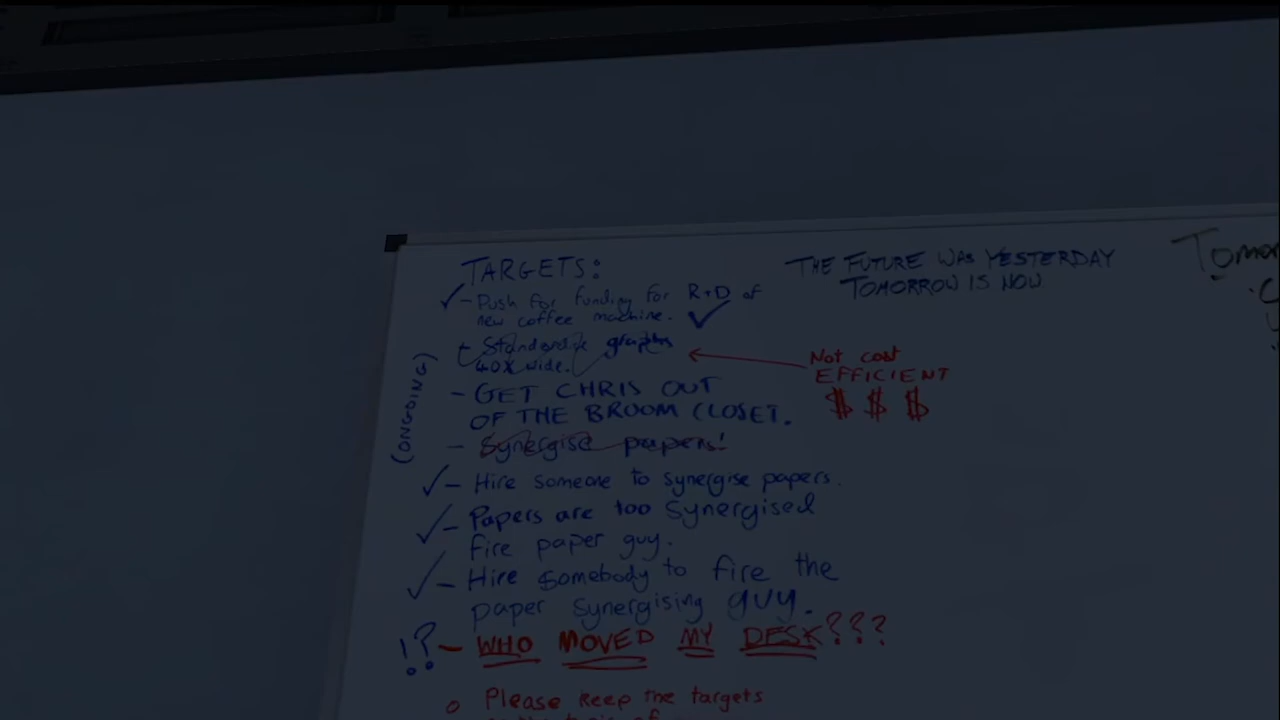 TARGETS:
- Push for funding for R+D of
new coffee machine.
- Standardise graphs
40X wide.
(ONGOING)
- GET CHRIS OUT
OF THE BROOM CLOSET.
- Synergise papers!
- Hire someone to synergise papers.
- Papers are too synergised
fire paper guy.
- Hire somebody to fire the
paper synergising guy.
!? - WHO MOVED MY DESK???
o Please keep the targets
THE FUTURE WAS YESTERDAY
TOMORROW IS NOW
Not cost
EFFICIENT
$ $ $